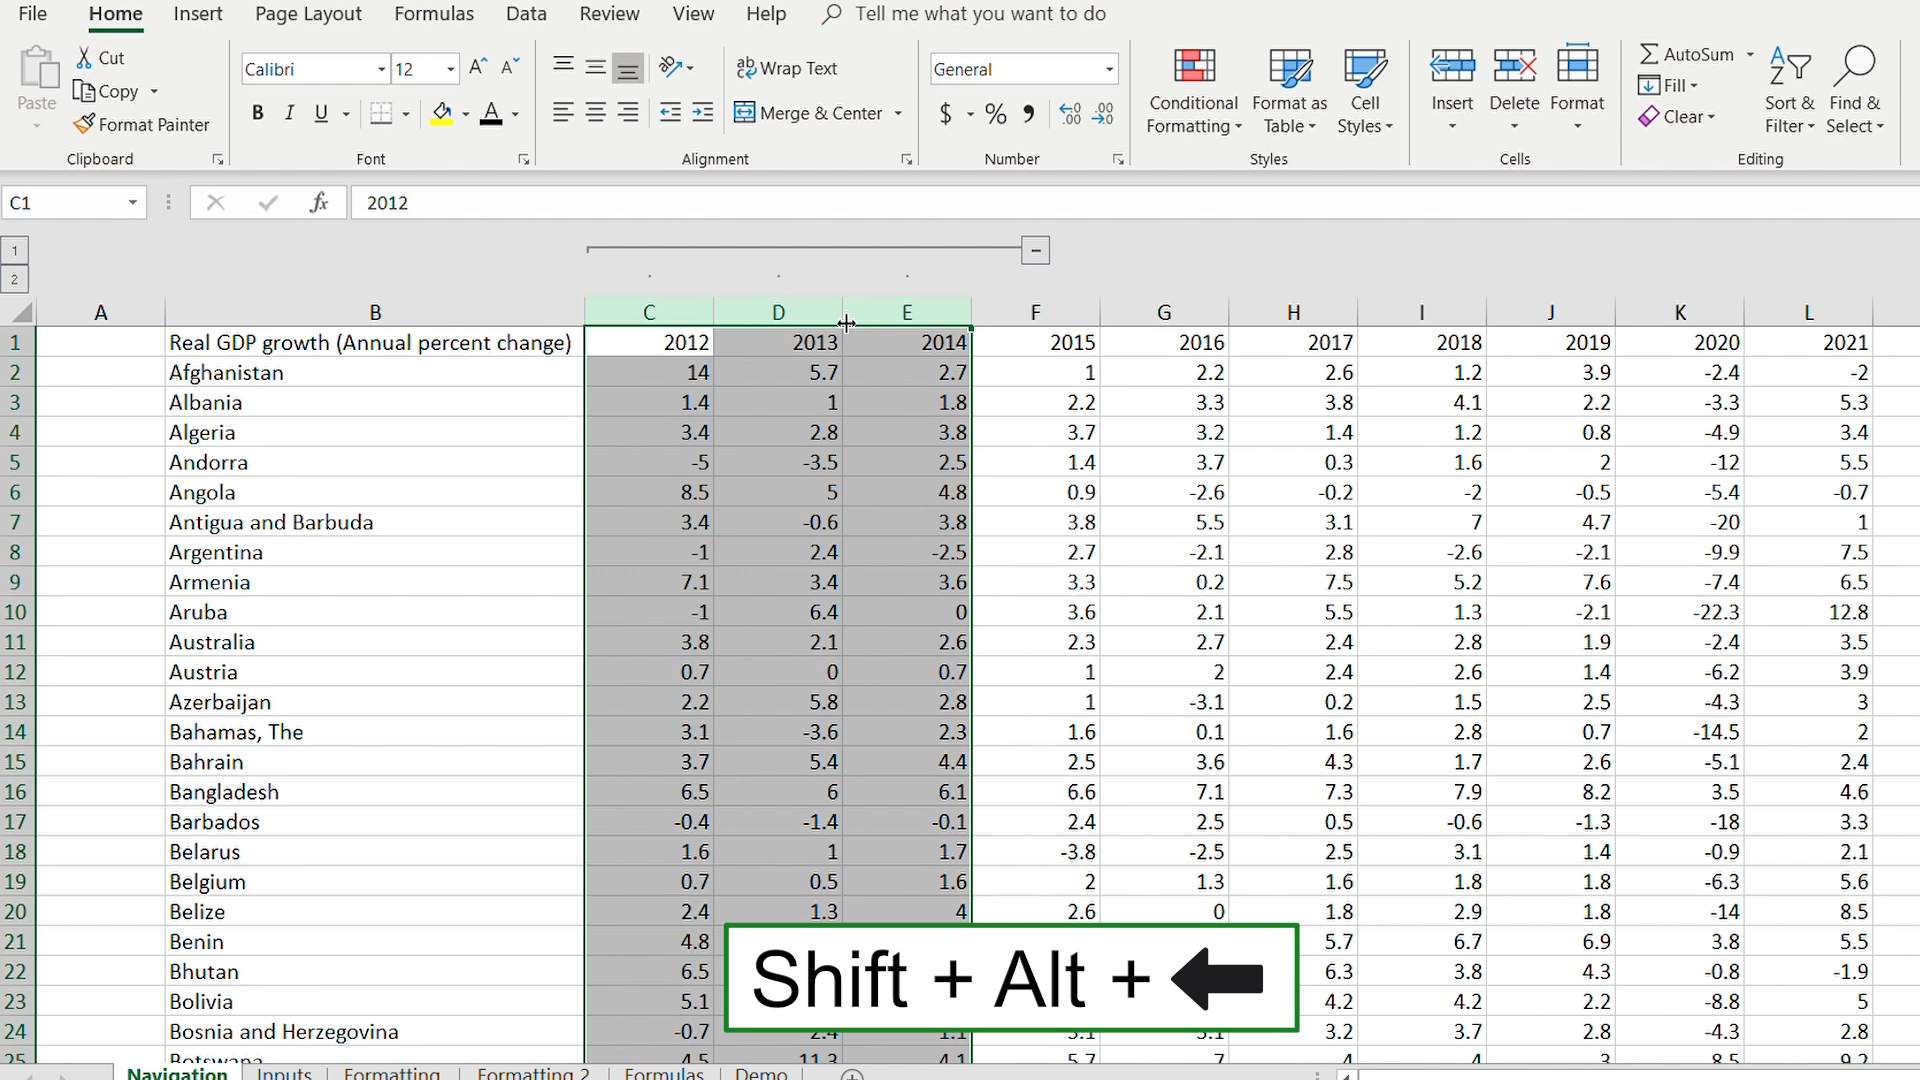 File Home Insert Page Layout Formulas Data Review View Help Tell me what you want to do
Paste
Cut
Copy
Format Painter
Clipboard
Calibri 12 A A
B I U A
Font
ab Wrap Text
Merge & Center
Alignment
General
$ % , .00 .00
Number
Conditional Formatting
Format as Table
Cell Styles
Styles
Insert Delete Format
Cells
AutoSum
Fill
Clear
Sort & Filter
Find & Select
Editing
C1 fx 2012
1
2
A B C D E F G H I J K L
1 Real GDP growth (Annual percent change) 2012 2013 2014 2015 2016 2017 2018 2019 2020 2021
2 Afghanistan 14 5.7 2.7 1 2.2 2.6 1.2 3.9 -2.4 -2
3 Albania 1.4 1 1.8 2.2 3.3 3.8 4.1 2.2 -3.3 5.3
4 Algeria 3.4 2.8 3.8 3.7 3.2 1.4 1.2 0.8 -4.9 3.4
5 Andorra -5 -3.5 2.5 1.4 3.7 0.3 1.6 2 -12 5.5
6 Angola 8.5 5 4.8 0.9 -2.6 -0.2 -2 -0.5 -5.4 -0.7
7 Antigua and Barbuda 3.4 -0.6 3.8 3.8 5.5 3.1 7 4.7 -20 1
8 Argentina -1 2.4 -2.5 2.7 -2.1 2.8 -2.6 -2.1 -9.9 7.5
9 Armenia 7.1 3.4 3.6 3.3 0.2 7.5 5.2 7.6 -7.4 6.5
10 Aruba -1 6.4 0 3.6 2.1 5.5 1.3 -2.1 -22.3 12.8
11 Australia 3.8 2.1 2.6 2.3 2.7 2.4 2.8 1.9 -2.4 3.5
12 Austria 0.7 0 0.7 1 2 2.4 2.6 1.4 -6.2 3.9
13 Azerbaijan 2.2 5.8 2.8 1 -3.1 0.2 1.5 2.5 -4.3 3
14 Bahamas, The 3.1 -3.6 2.3 1.6 0.1 1.6 2.8 0.7 -14.5 2
15 Bahrain 3.7 5.4 4.4 2.5 3.6 4.3 1.7 2.6 -5.1 2.4
16 Bangladesh 6.5 6 6.1 6.6 7.1 7.3 7.9 8.2 3.5 4.6
17 Barbados -0.4 -1.4 -0.1 2.4 2.5 0.5 -0.6 -1.3 -18 3.3
18 Belarus 1.6 1 1.7 -3.8 -2.5 2.5 3.1 1.4 -0.9 2.1
19 Belgium 0.7 0.5 1.6 2 1.3 1.6 1.8 1.8 -6.3 5.6
20 Belize 2.4 1.3 4 2.6 0 1.8 2.9 1.8 -14 8.5
21 Benin 4.8 5.7 6.7 6.9 3.8 5.5
22 Bhutan 6.5 6.3 3.8 4.3 -0.8 -1.9
23 Bolivia 5.1 4.2 4.2 2.2 -8.8 5
24 Bosnia and Herzegovina -0.7 3.2 3.7 2.8 -4.3 2.8
25 Botswana 4.5 11.3 4.1 5.7 7 4 4 3 8.5 9.2
Shift + Alt +
Navigation Inputs Formatting Formatting 2 Formulas Demo